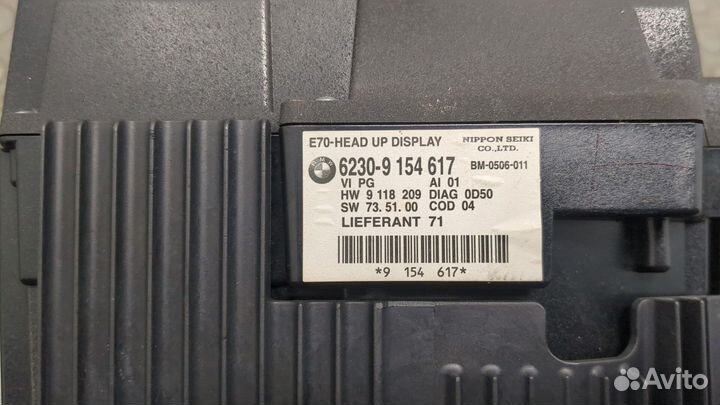 E70-HEAD UP DISPLAY NIPPON SEIKI CO.,LTD.
6230-9 154 617 BM-0506-011
VI PG AI 01
HW 9 118 209 DIAG 0D50
SW 73.51.00 COD 04
LIEFERANT 71
*9 154 617*
Avito